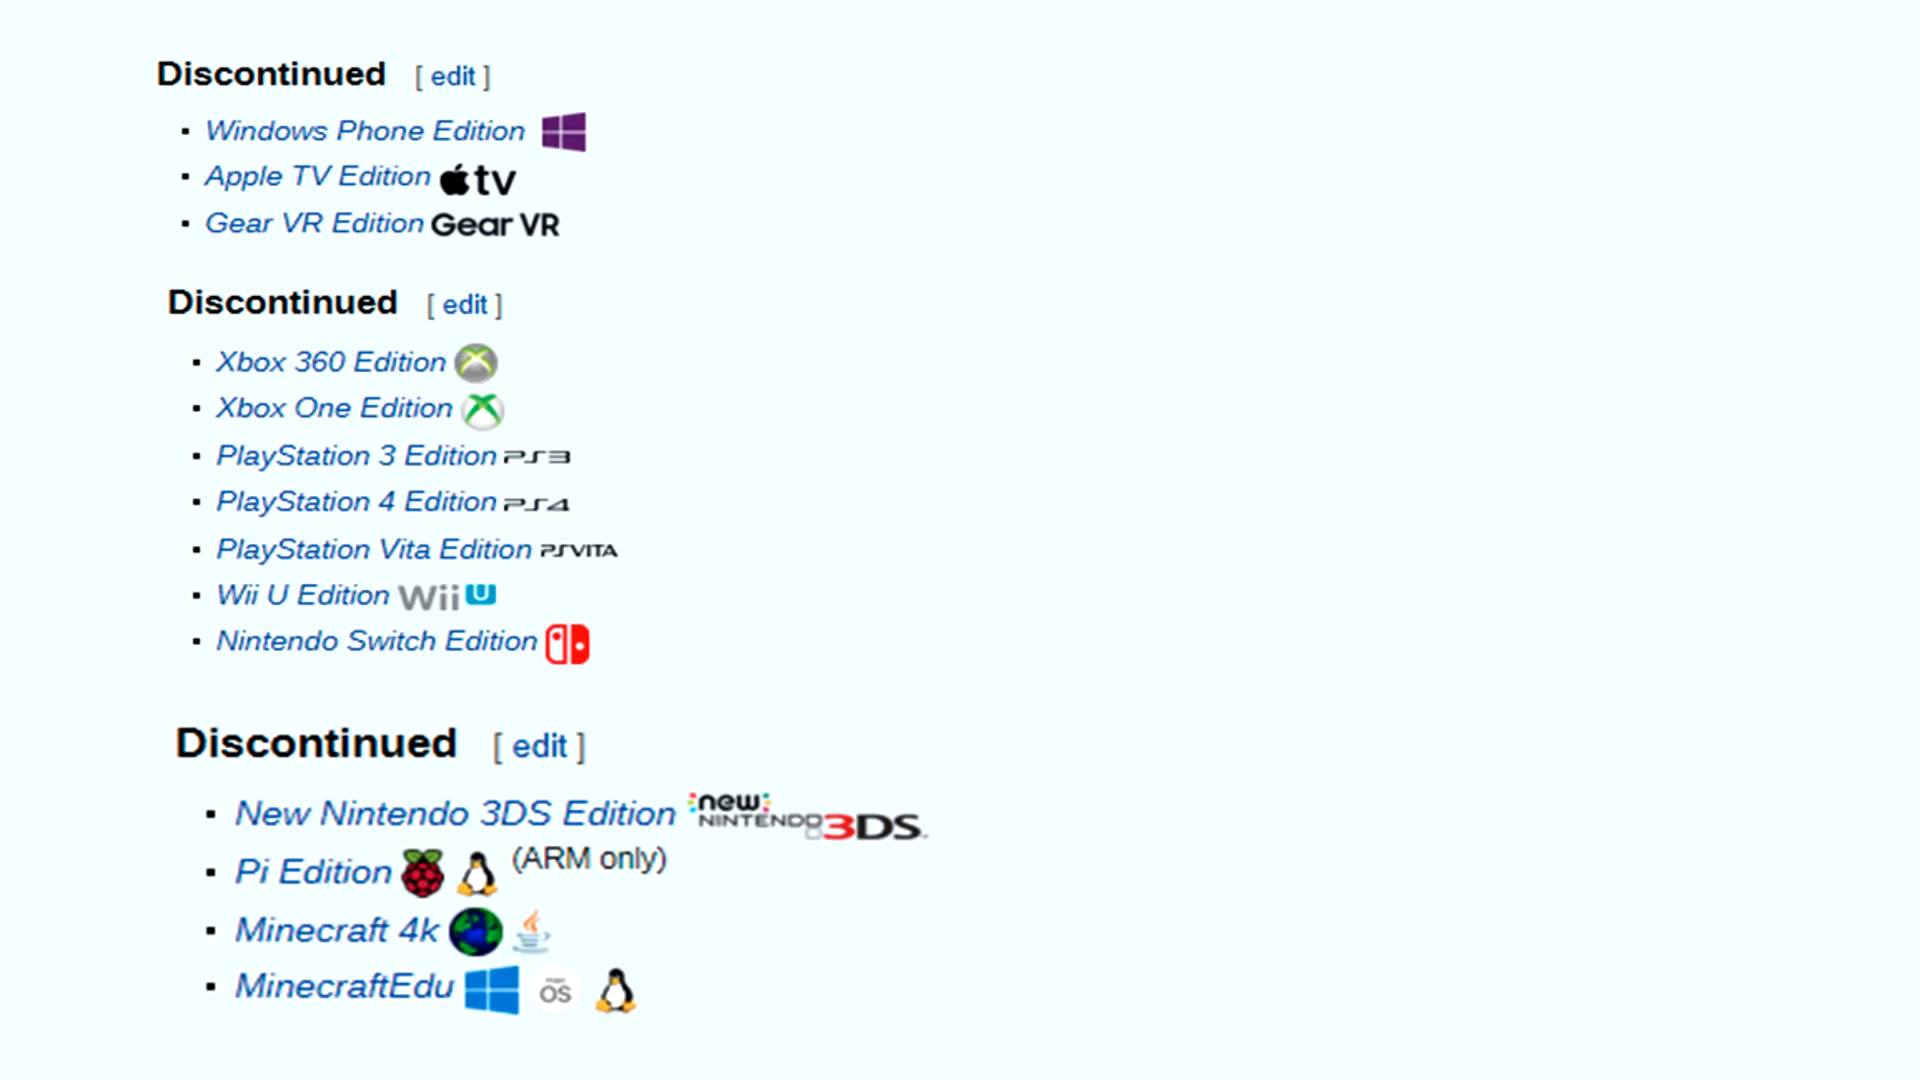 Discontinued [ edit ]
Windows Phone Edition
Apple TV Edition tv
Gear VR Edition Gear VR
Discontinued [ edit ]
Xbox 360 Edition
Xbox One Edition
PlayStation 3 Edition PS3
PlayStation 4 Edition PS4
PlayStation Vita Edition PSVITA
Wii U Edition Wii U
Nintendo Switch Edition
Discontinued [ edit ]
New Nintendo 3DS Edition new NINTENDO 3DS
Pi Edition (ARM only)
Minecraft 4k
MinecraftEdu OS